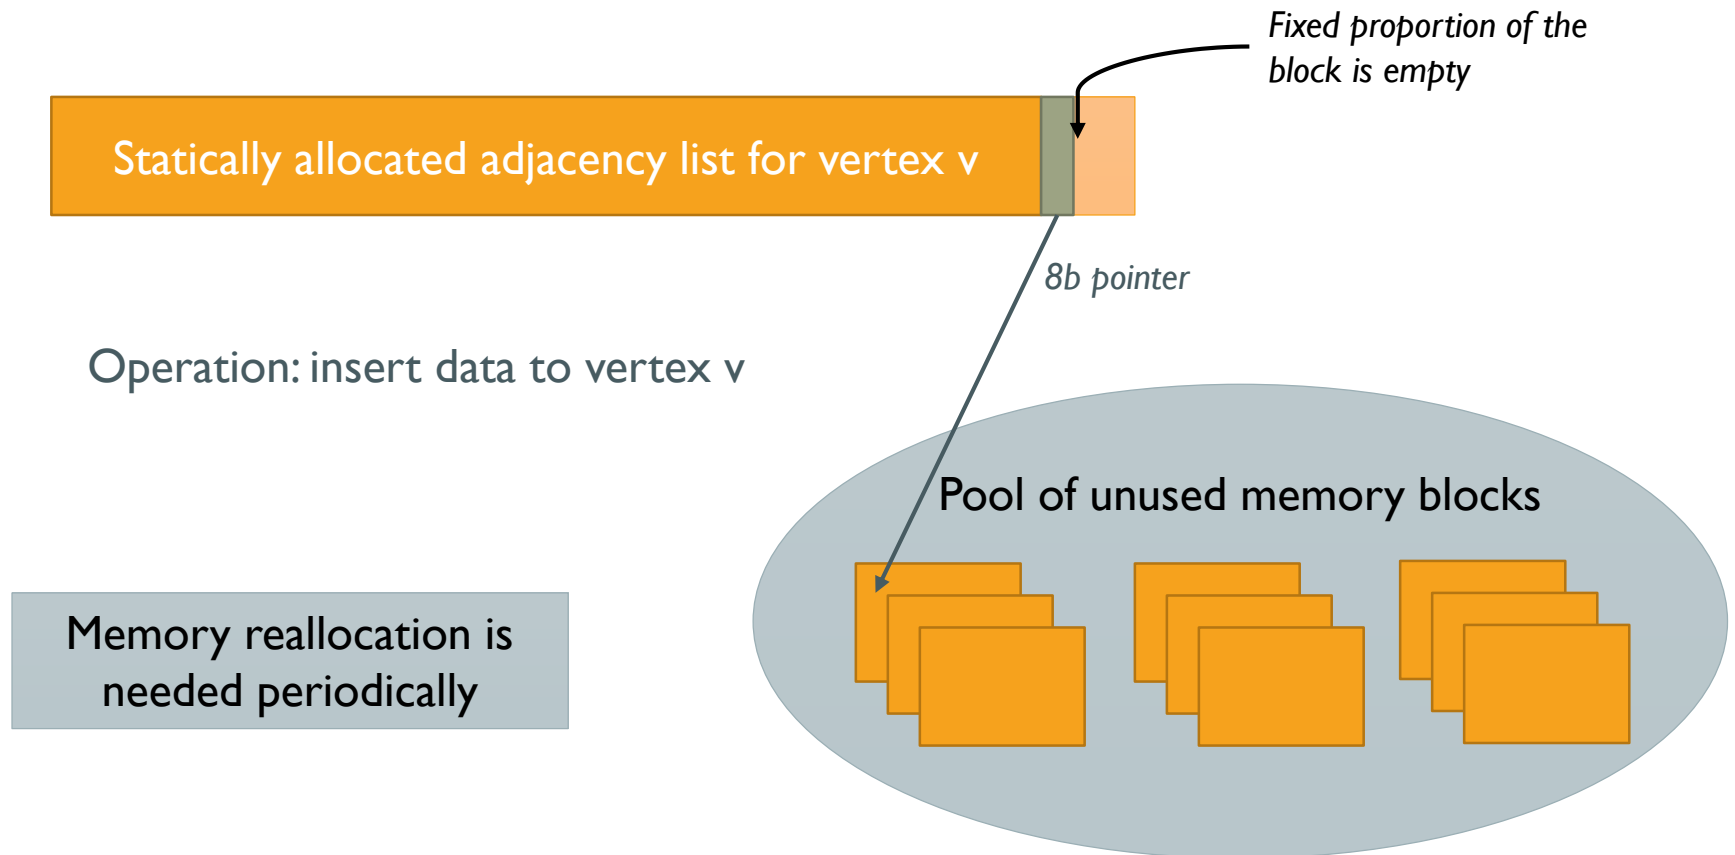 Fixed proportion of the
block is empty
Statically allocated adjacency list for vertex v
8b pointer
Operation: insert data to vertex v
Pool of unused memory blocks
Memory reallocation is
needed periodically